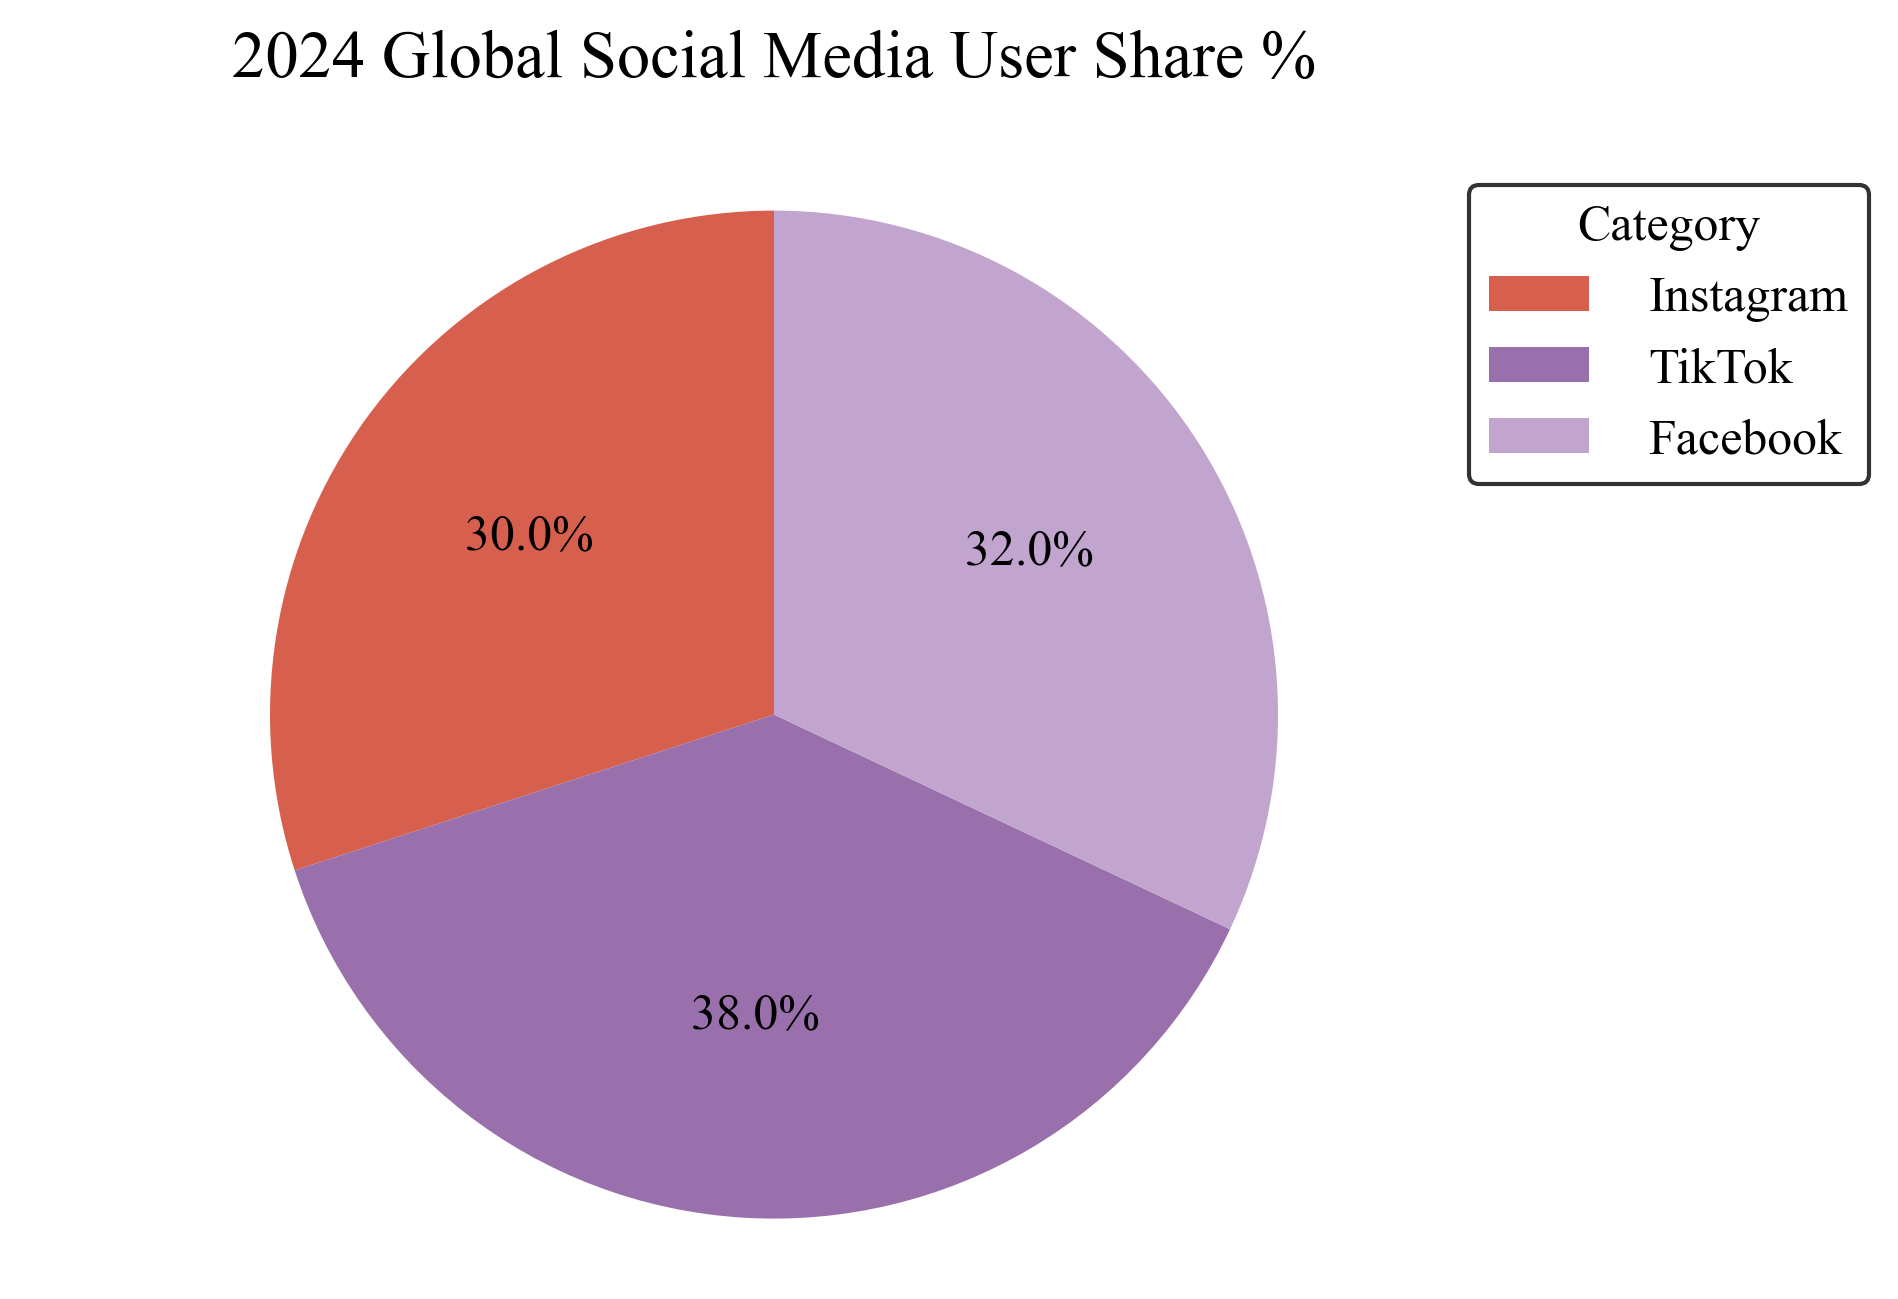 2024 Global Social Media User Share %
Category
Instagram
TikTok
Facebook
30.0%
32.0%
38.0%